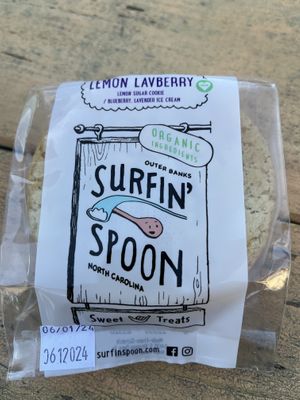 LEMON LAVBERRY
LEMON SUGAR COOKIE
/ BLUEBERRY, LAVENDER ICE CREAM
ORGANIC
INGREDIENTS
OUTER BANKS
SURFIN'
SPOON
NORTH CAROLINA
Sweet Treats
06/01/24
0612024
surfinspoon.com